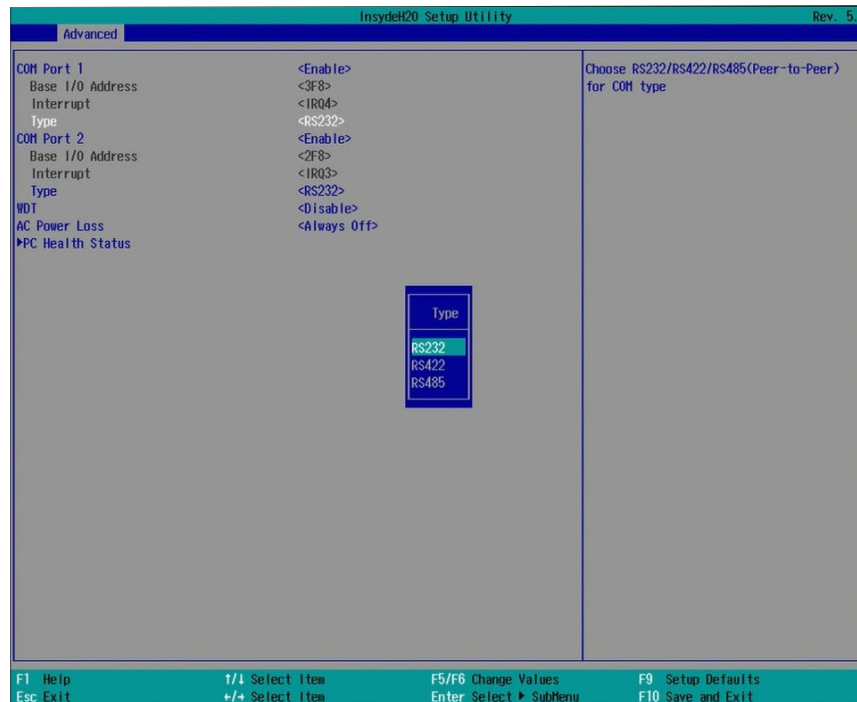 InsydeH20 Setup Utility Rev. 5.
Advanced
COM Port 1 <Enable>
Base I/O Address <3F8>
Interrupt <IRQ4>
Type <RS232>
COM Port 2 <Enable>
Base I/O Address <2F8>
Interrupt <IRQ3>
Type <RS232>
WDT <Disable>
AC Power Loss <Always Off>
▶PC Health Status
Choose RS232/RS422/RS485(Peer-to-Peer)
for COM type
Type
RS232
RS422
RS485
F1 Help ↑/↓ Select Item F5/F6 Change Values F9 Setup Defaults
Esc Exit ←/→ Select Item Enter Select ▶ SubMenu F10 Save and Exit